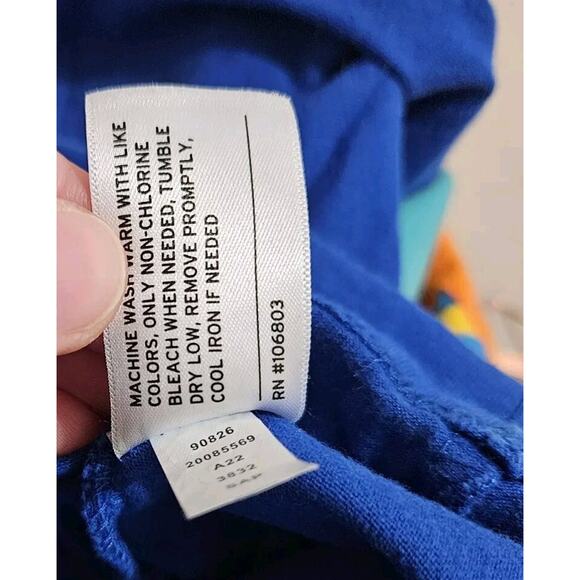 MACHINE WASH WARM WITH LIKE
COLORS, ONLY NON-CHLORINE
BLEACH WHEN NEEDED, TUMBLE
DRY LOW, REMOVE PROMPTLY,
COOL IRON IF NEEDED
RN #106803
90826
20085569
A22
3832
SAP